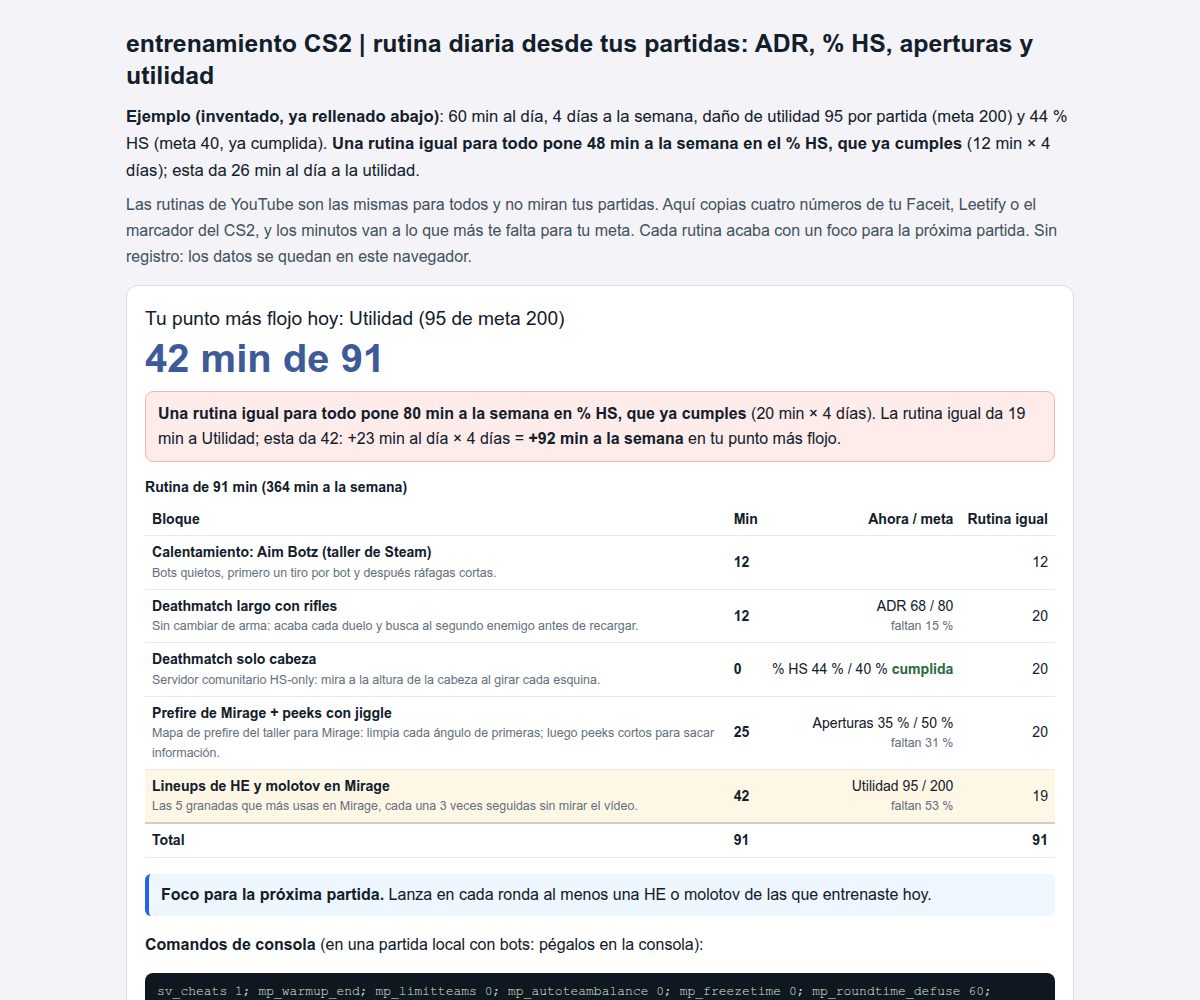 entrenamiento CS2 | rutina diaria desde tus partidas: ADR, % HS, aperturas y
utilidad
Ejemplo (inventado, ya rellenado abajo): 60 min al día, 4 días a la semana, daño de utilidad 95 por partida (meta 200) y 44 %
HS (meta 40, ya cumplida). Una rutina igual para todo pone 48 min a la semana en el % HS, que ya cumples (12 min × 4
días); esta da 26 min al día a la utilidad.
Las rutinas de YouTube son las mismas para todos y no miran tus partidas. Aquí copias cuatro números de tu Faceit, Leetify o el
marcador del CS2, y los minutos van a lo que más te falta para tu meta. Cada rutina acaba con un foco para la próxima partida. Sin
registro: los datos se quedan en este navegador.
Tu punto más flojo hoy: Utilidad (95 de meta 200)
42 min de 91
Una rutina igual para todo pone 80 min a la semana en % HS, que ya cumples (20 min × 4 días). La rutina igual da 19
min a Utilidad; esta da 42: +23 min al día × 4 días = +92 min a la semana en tu punto más flojo.
Rutina de 91 min (364 min a la semana)
Bloque Min Ahora / meta Rutina igual
Calentamiento: Aim Botz (taller de Steam)
Bots quietos, primero un tiro por bot y después ráfagas cortas.
12 12
Deathmatch largo con rifles
Sin cambiar de arma: acaba cada duelo y busca al segundo enemigo antes de recargar.
12 ADR 68 / 80
faltan 15 %
20
Deathmatch solo cabeza
Servidor comunitario HS-only: mira a la altura de la cabeza al girar cada esquina.
0 % HS 44 % / 40 % cumplida 20
Prefire de Mirage + peeks con jiggle
Mapa de prefire del taller para Mirage: limpia cada ángulo de primeras; luego peeks cortos para sacar
información.
25 Aperturas 35 % / 50 %
faltan 31 %
20
Lineups de HE y molotov en Mirage
Las 5 granadas que más usas en Mirage, cada una 3 veces seguidas sin mirar el vídeo.
42 Utilidad 95 / 200
faltan 53 %
19
Total 91 91
Foco para la próxima partida. Lanza en cada ronda al menos una HE o molotov de las que entrenaste hoy.
Comandos de consola (en una partida local con bots: pégalos en la consola):
sv_cheats 1; mp_warmup_end; mp_limitteams 0; mp_autoteambalance 0; mp_freezetime 0; mp_roundtime_defuse 60;